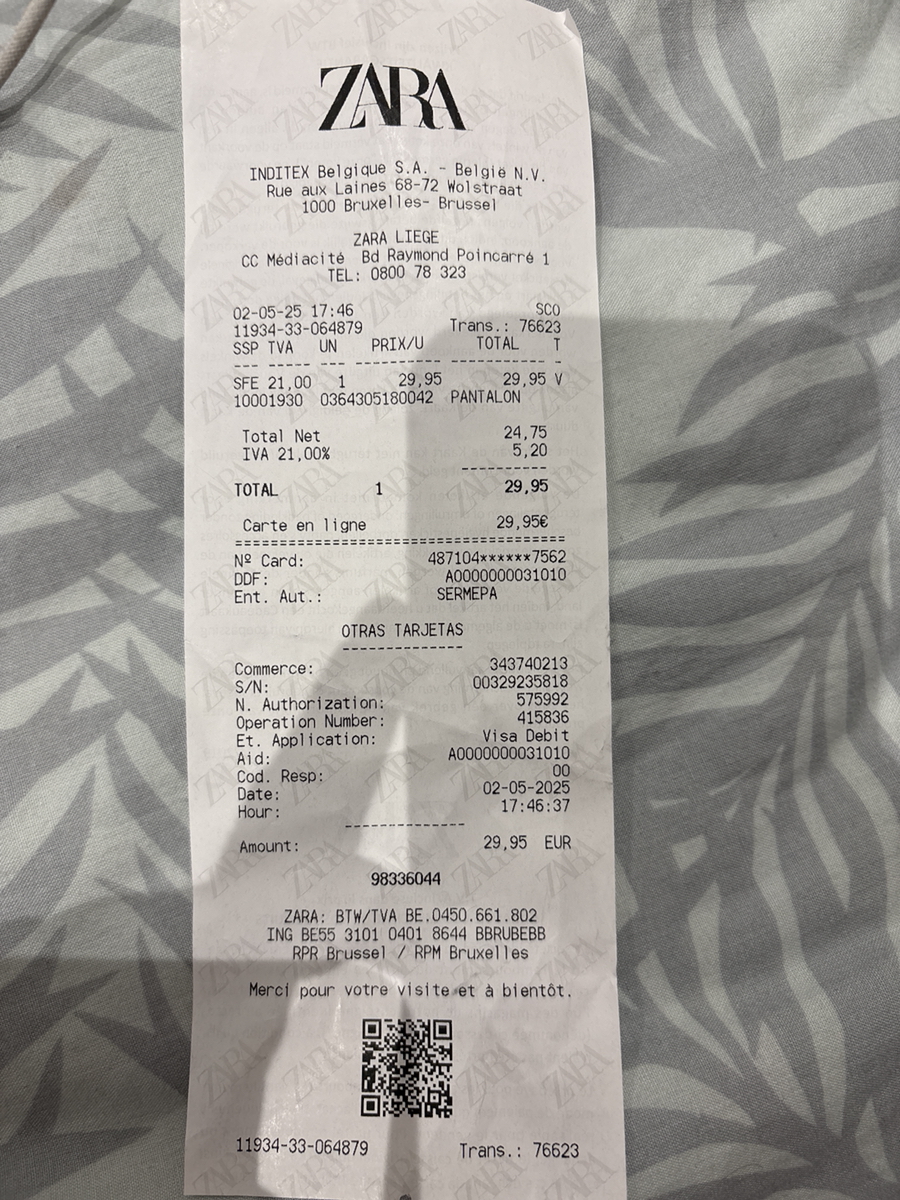 ZARA
INDITEX Belgique S.A. - België N.V.
Rue aux Laines 68-72 Wolstraat
1000 Bruxelles- Brussel
ZARA LIEGE
CC Médiacité Bd Raymond Poincarré 1
TEL: 0800 78 323
02-05-25 17:46 SCO
11934-33-064879 Trans.: 76623
SSP TVA UN PRIX/U TOTAL T
--- ----- --- ---------- ---------- -
SFE 21,00 1 29,95 29,95 V
10001930 0364305180042 PANTALON
Total Net 24,75
IVA 21,00% 5,20
----------
TOTAL 1 29,95
Carte en ligne 29,95€
======================================
Nº Card: 487104******7562
DDF: A0000000031010
Ent. Aut.: SERMEPA
OTRAS TARJETAS
--------------
Commerce: 343740213
S/N: 00329235818
N. Authorization: 575992
Operation Number: 415836
Et. Application: Visa Debit
Aid: A0000000031010
Cod. Resp: 00
Date: 02-05-2025
Hour: 17:46:37
--------------
Amount: 29,95 EUR
98336044
ZARA: BTW/TVA BE.0450.661.802
ING BE55 3101 0401 8644 BBRUBEBB
RPR Brussel / RPM Bruxelles
Merci pour votre visite et à bientôt.
11934-33-064879 Trans.: 76623